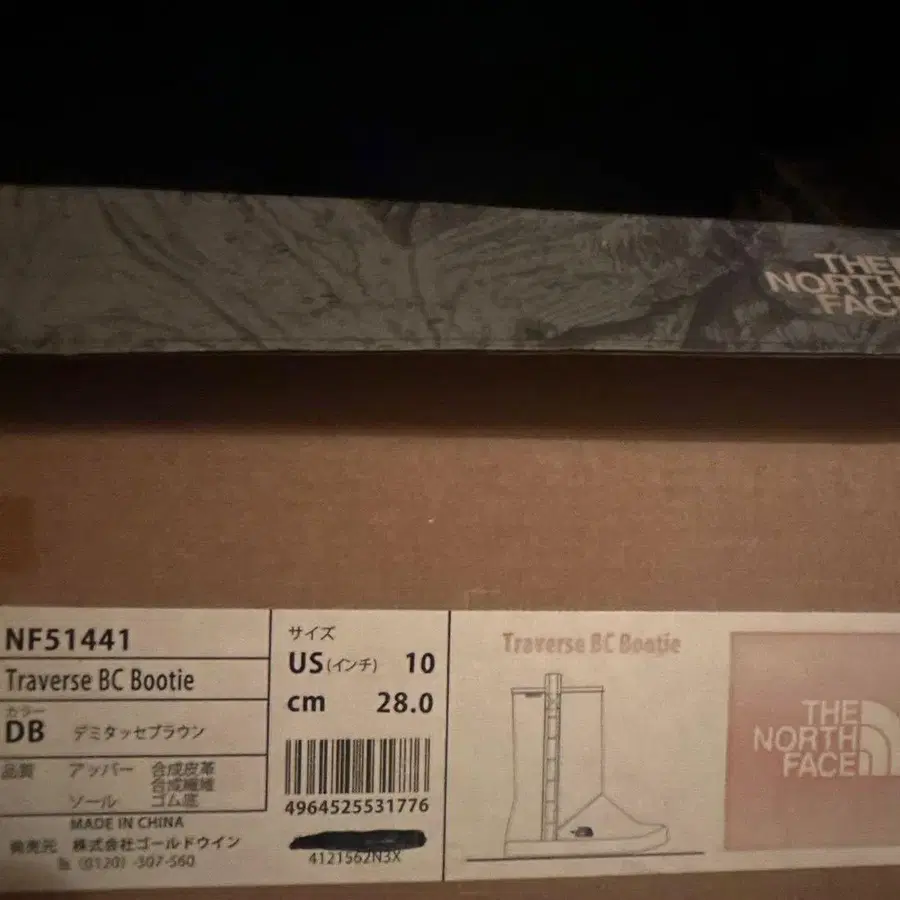 THE
NORTH
FACE
NF51441
Traverse BC Bootie
カラー
DB デミタッセブラウン
品質 アッパー 合成皮革
合成繊維
ソール ゴム底
MADE IN CHINA
発売元 株式会社ゴールドウイン
(0120)-307-560
サイズ
US(インチ) 10
cm 28.0
4964525531776
4121562N3X
Traverse BC Bootie
THE
NORTH
FACE